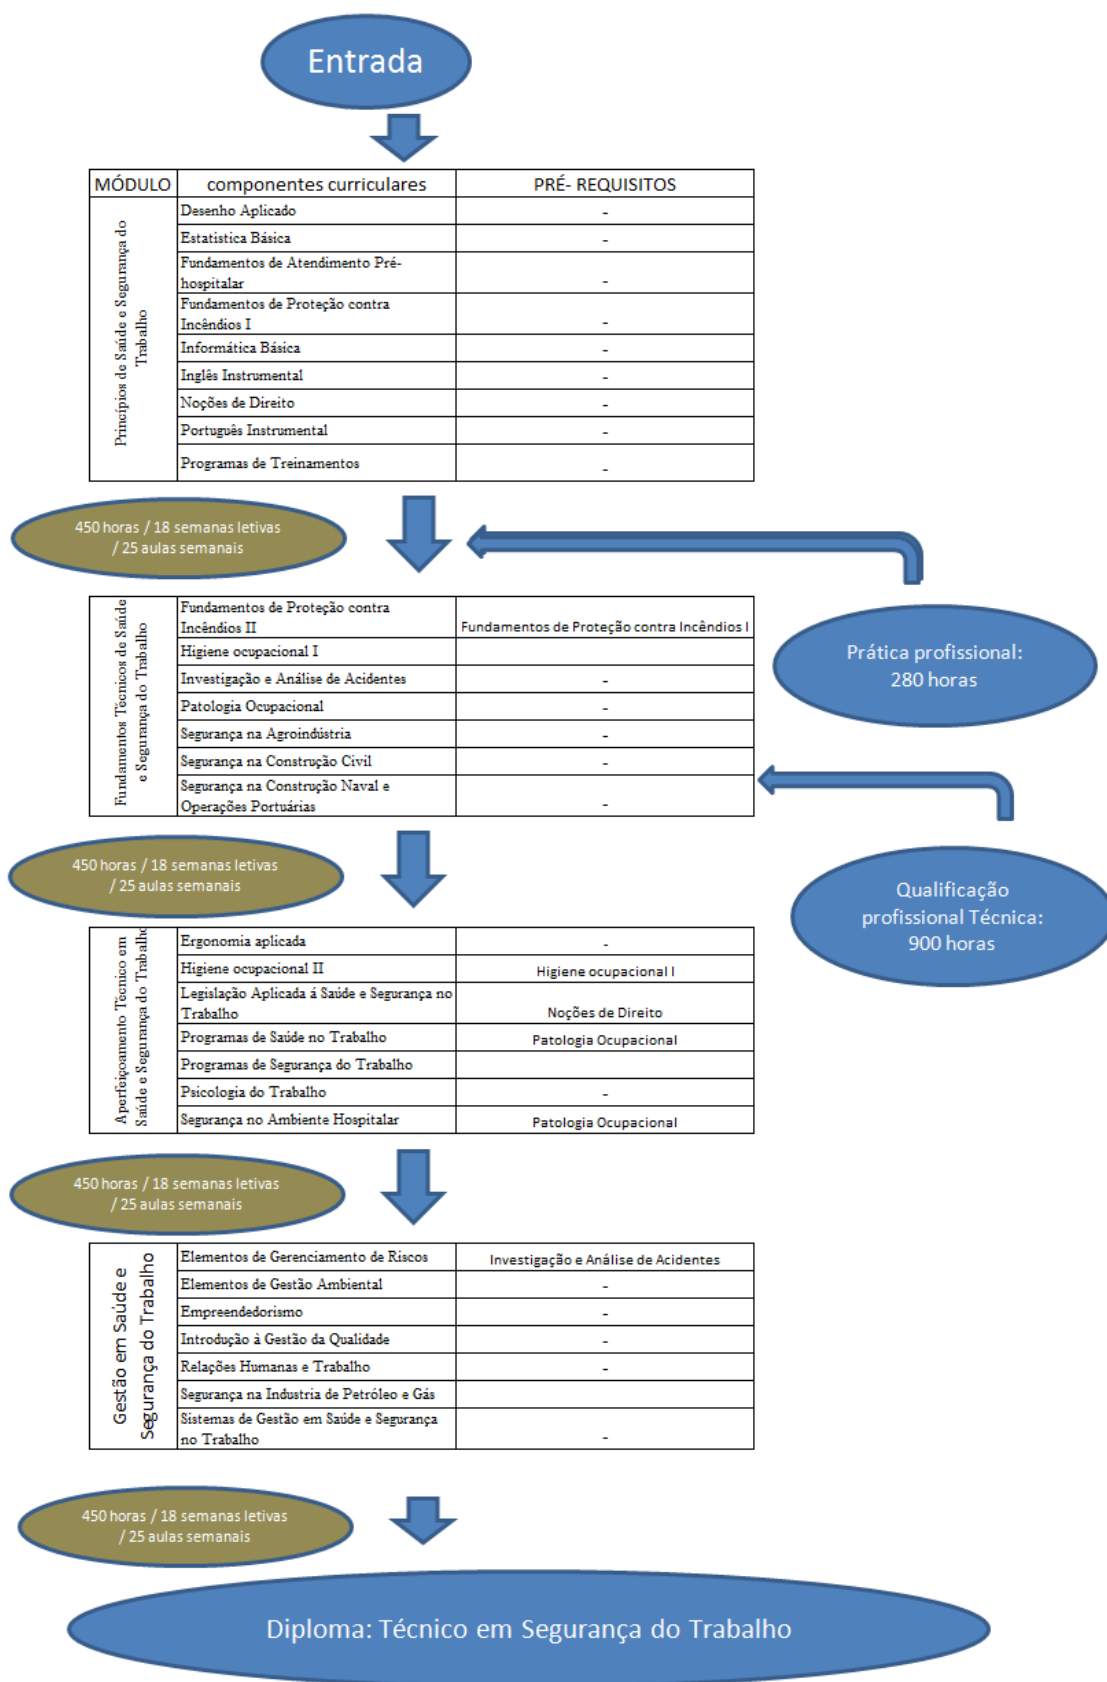 Entrada
MÓDULO componentes curriculares PRÉ- REQUISITOS
Princípios de Saúde e Segurança do
Trabalho
Desenho Aplicado -
Estatística Básica -
Fundamentos de Atendimento Pré-
hospitalar -
Fundamentos de Proteção contra
Incêndios I -
Informática Básica -
Inglês Instrumental -
Noções de Direito -
Português Instrumental -
Programas de Treinamentos -
450 horas / 18 semanas letivas
/ 25 aulas semanais
Fundamentos Técnicos de Saúde
e Segurança do Trabalho
Fundamentos de Proteção contra
Incêndios II Fundamentos de Proteção contra Incêndios I
Higiene ocupacional I
Investigação e Análise de Acidentes -
Patologia Ocupacional -
Segurança na Agroindústria -
Segurança na Construção Civil -
Segurança na Construção Naval e
Operações Portuárias -
Prática profissional:
280 horas
450 horas / 18 semanas letivas
/ 25 aulas semanais
Qualificação
profissional Técnica:
900 horas
Aperfeiçoamento Técnico em
Saúde e Segurança do Trabalho
Ergonomia aplicada -
Higiene ocupacional II Higiene ocupacional I
Legislação Aplicada á Saúde e Segurança no
Trabalho Noções de Direito
Programas de Saúde no Trabalho Patologia Ocupacional
Programas de Segurança do Trabalho
Psicologia do Trabalho -
Segurança no Ambiente Hospitalar Patologia Ocupacional
450 horas / 18 semanas letivas
/ 25 aulas semanais
Gestão em Saúde e
Segurança do Trabalho
Elementos de Gerenciamento de Riscos Investigação e Análise de Acidentes
Elementos de Gestão Ambiental -
Empreendedorismo -
Introdução à Gestão da Qualidade -
Relações Humanas e Trabalho -
Segurança na Industria de Petróleo e Gás
Sistemas de Gestão em Saúde e Segurança
no Trabalho -
450 horas / 18 semanas letivas
/ 25 aulas semanais
Diploma: Técnico em Segurança do Trabalho